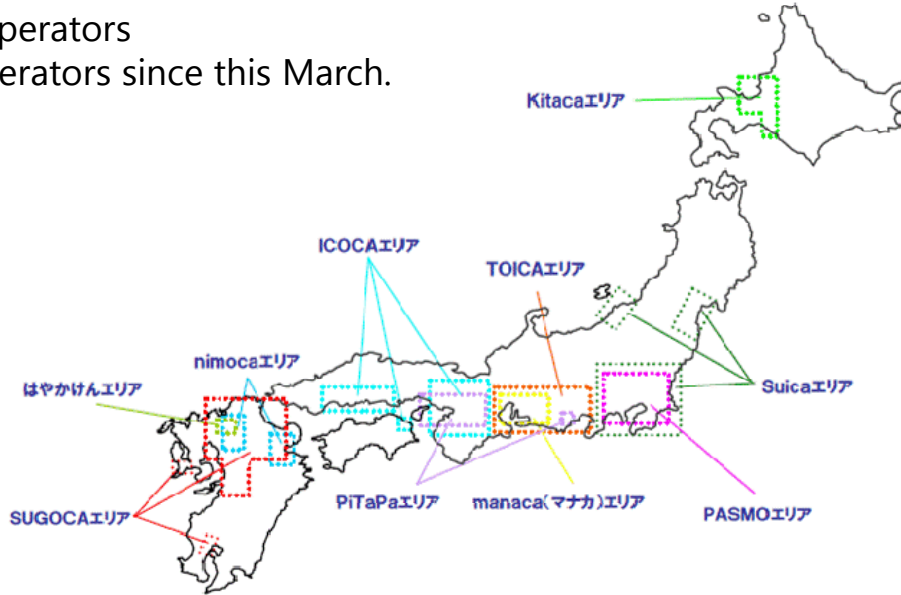 perators
erators since this March.
Kitacaエリア
ICOCAエリア
TOICAエリア
nimocaエリア
はやかけんエリア
Suicaエリア
SUGOCAエリア
PiTaPaエリア
manaca(マナカ)エリア
PASMOエリア